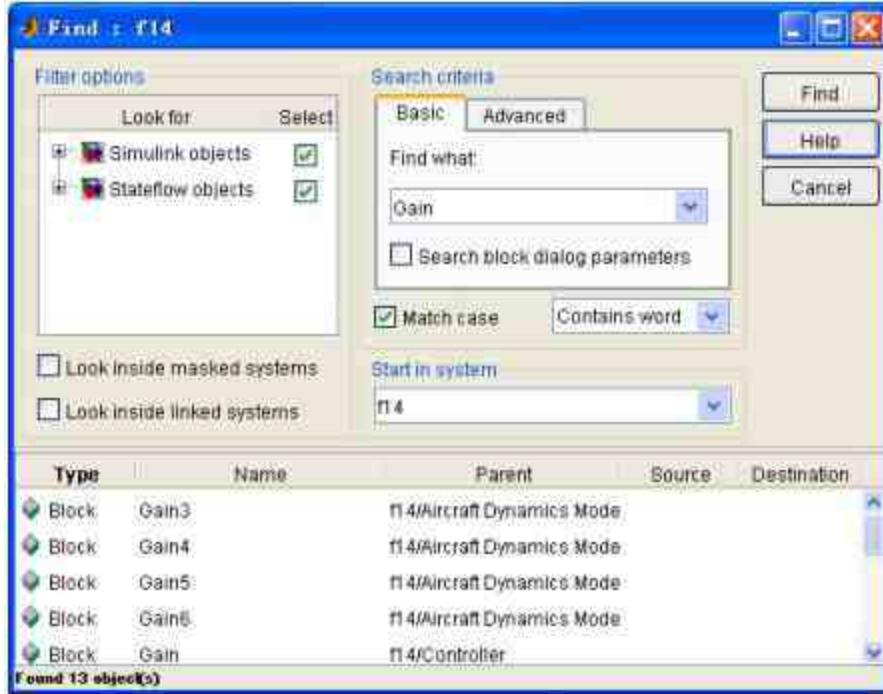 Find : f14
Filter options
Look for Select
Simulink objects
Stateflow objects
Look inside masked systems
Look inside linked systems
Search criteria
Basic Advanced
Find what:
Gain
Search block dialog parameters
Match case Contains word
Start in system
f14
Find
Help
Cancel
Type Name Parent Source Destination
Block Gain3 f14/Aircraft Dynamics Mode
Block Gain4 f14/Aircraft Dynamics Mode
Block Gain5 f14/Aircraft Dynamics Mode
Block Gain6 f14/Aircraft Dynamics Mode
Block Gain f14/Controller
Found 13 object(s)